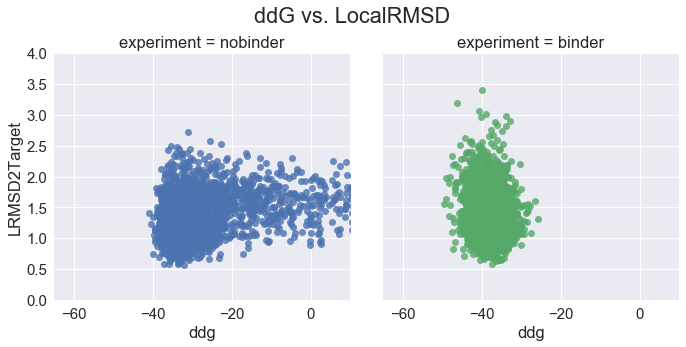 ddG vs. LocalRMSD
experiment = nobinder
experiment = binder
LRMSD2Target
4.0
3.5
3.0
2.5
2.0
1.5
1.0
0.5
0.0
−60 −40 −20 0
−60 −40 −20 0
ddg
ddg